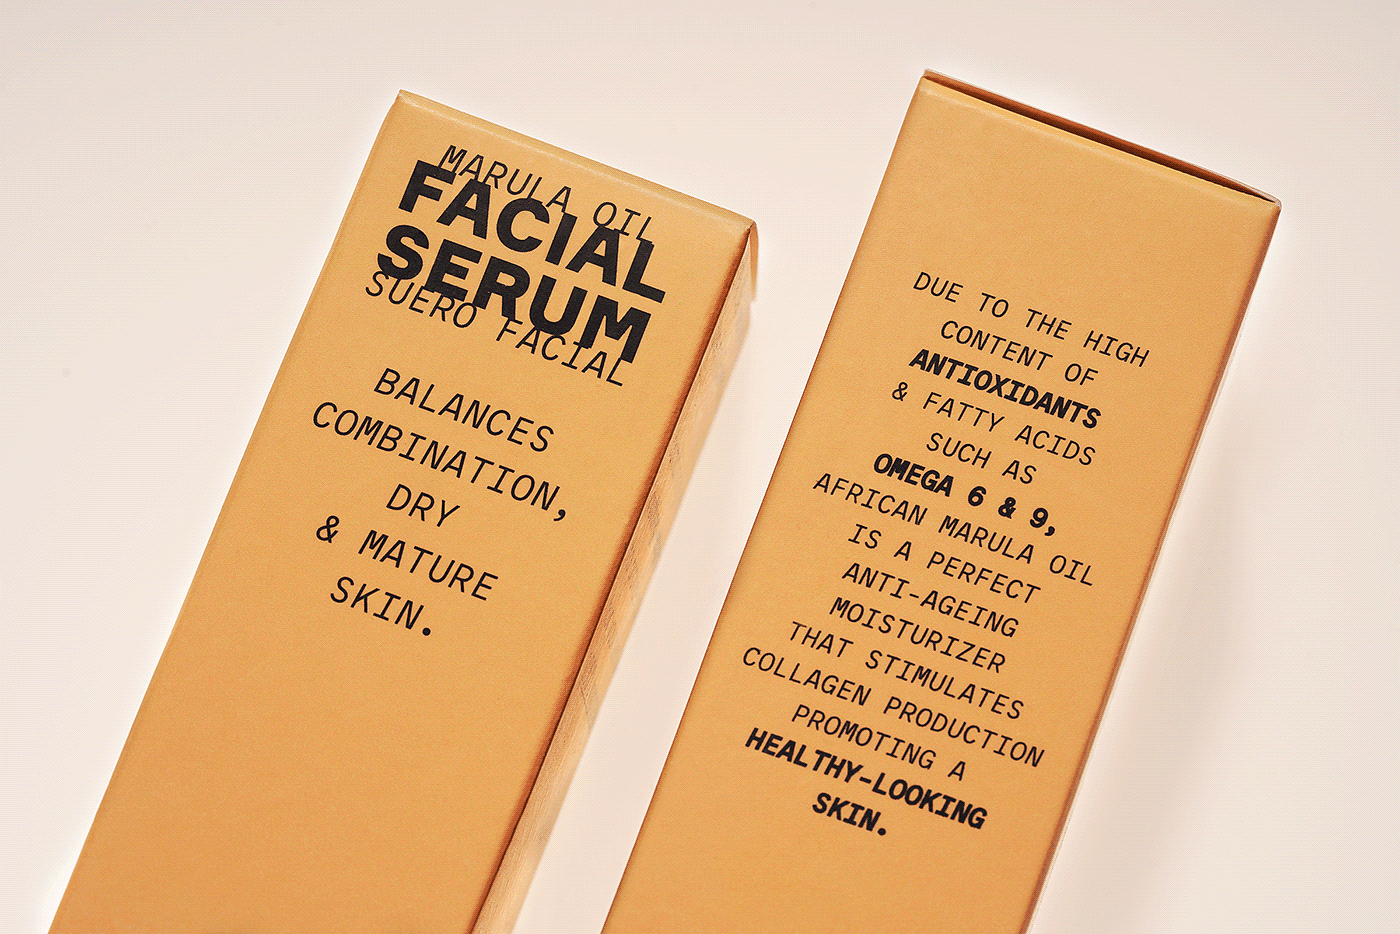 MARULA OIL
FACIAL
SERUM
SUERO FACIAL
BALANCES
COMBINATION,
DRY
& MATURE
SKIN.
DUE TO THE HIGH
CONTENT OF
ANTIOXIDANTS
& FATTY ACIDS
SUCH AS
OMEGA 6 & 9,
AFRICAN MARULA OIL
IS A PERFECT
ANTI-AGEING
MOISTURIZER
THAT STIMULATES
COLLAGEN PRODUCTION
PROMOTING A
HEALTHY-LOOKING
SKIN.